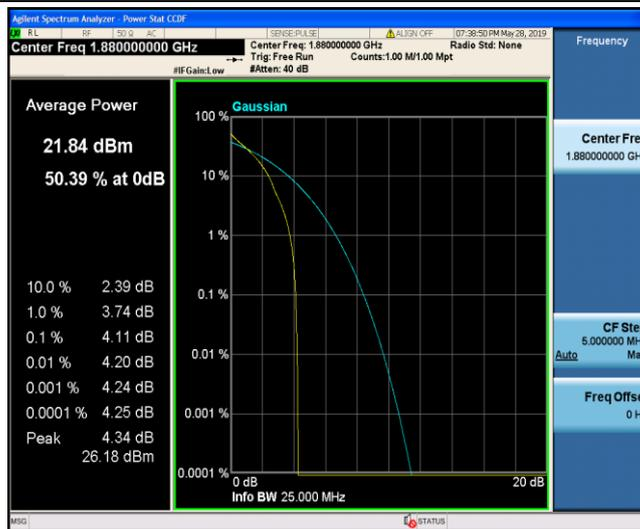 Agilent Spectrum Analyzer - Power Stat CCDF
RL RF 50 Ω AC SENSE:PULSE ALIGN OFF 07:38:50 PM May 28, 2019
Center Freq 1.880000000 GHz
Center Freq: 1.880000000 GHz Radio Std: None
Trig: Free Run Counts:1.00 M/1.00 Mpt
#IFGain:Low #Atten: 40 dB
Frequency
Average Power
21.84 dBm
50.39 % at 0dB
10.0 % 2.39 dB
1.0 % 3.74 dB
0.1 % 4.11 dB
0.01 % 4.20 dB
0.001 % 4.24 dB
0.0001 % 4.25 dB
Peak 4.34 dB
26.18 dBm
Gaussian
100 %
10 %
1 %
0.1 %
0.01 %
0.001 %
0.0001 %
0 dB 20 dB
Info BW 25.000 MHz
Center Fre
1.880000000 GH
CF Ste
5.000000 MH
Auto Ma
Freq Offse
0 H
MSG STATUS